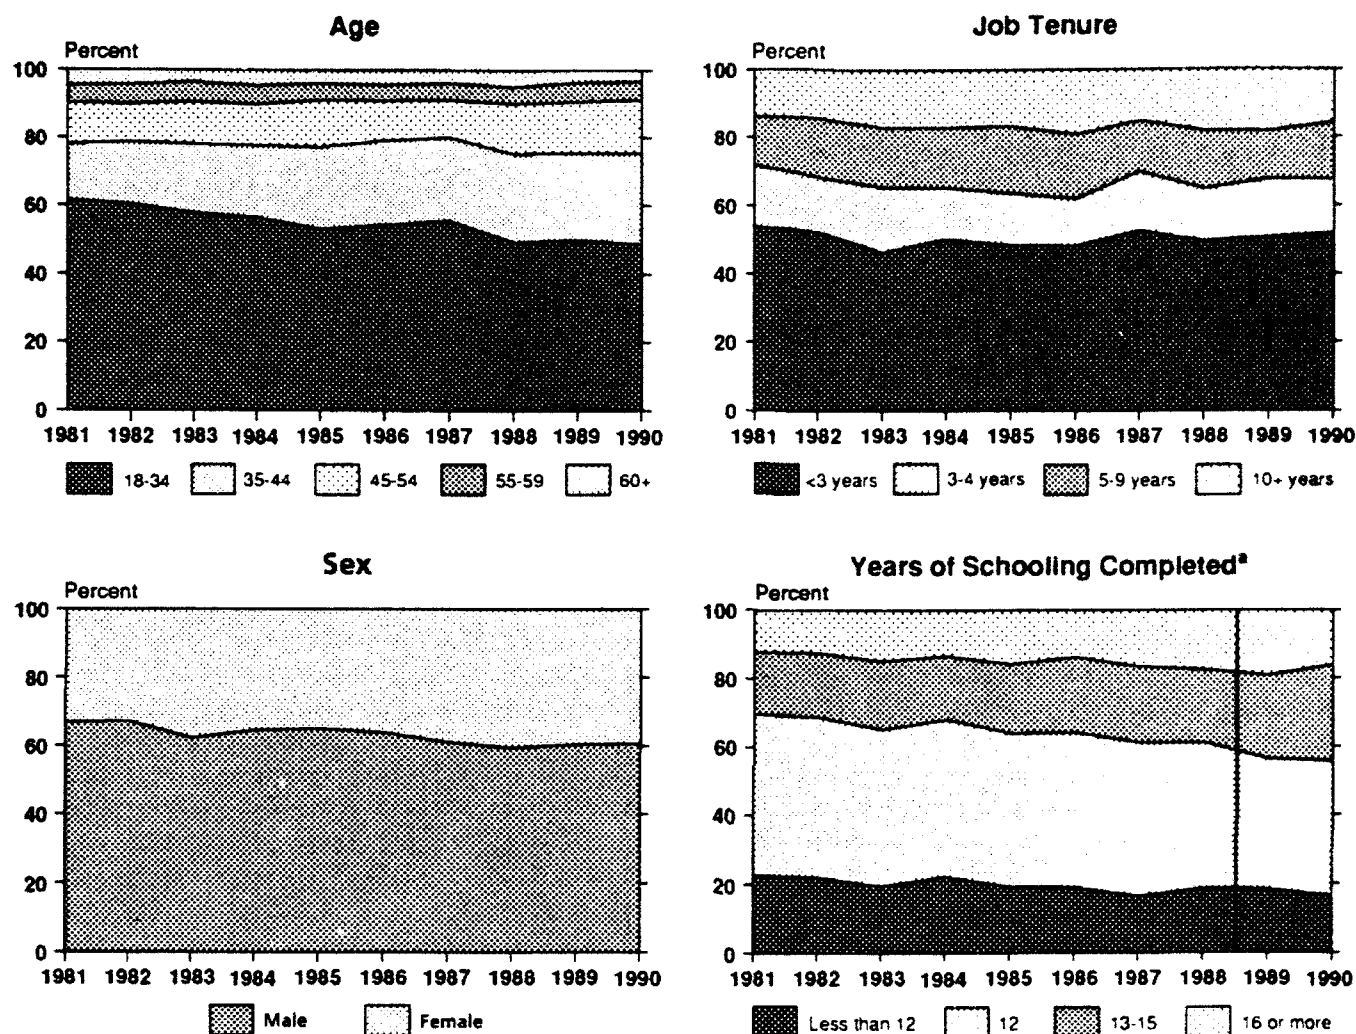 Age
Percent
100
80
60
40
20
0
1981 1982 1983 1984 1985 1986 1987 1988 1989 1990
18-34 35-44 45-54 55-59 60+
Job Tenure
Percent
100
80
60
40
20
0
1981 1982 1983 1984 1985 1986 1987 1988 1989 1990
<3 years 3-4 years 5-9 years 10+ years
Sex
Percent
100
80
60
40
20
0
1981 1982 1983 1984 1985 1986 1987 1988 1989 1990
Male Female
Years of Schooling Completedª
Percent
100
80
60
40
20
0
1981 1982 1983 1984 1985 1986 1987 1988 1989 1990
Less than 12 12 13-15 16 or more